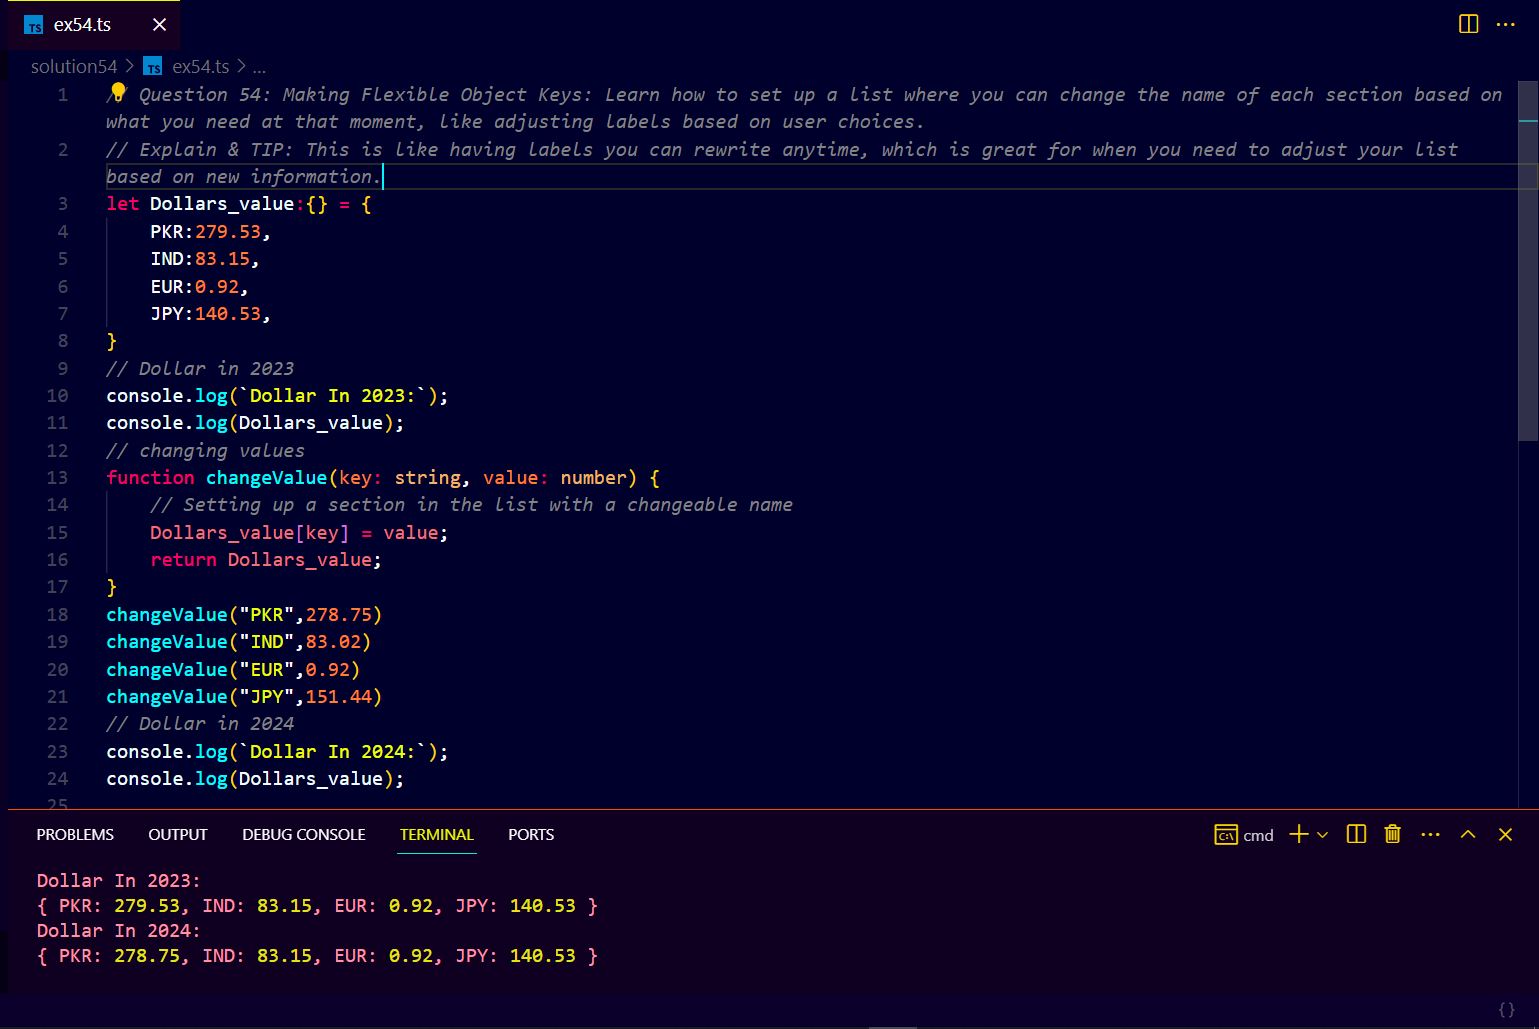 TS ex54.ts
solution54 > TS ex54.ts > ...
1 // Question 54: Making Flexible Object Keys: Learn how to set up a list where you can change the name of each section based on
what you need at that moment, like adjusting labels based on user choices.
2 // Explain & TIP: This is like having labels you can rewrite anytime, which is great for when you need to adjust your list
based on new information.
3 let Dollars_value:{} = {
4     PKR:279.53,
5     IND:83.15,
6     EUR:0.92,
7     JPY:140.53,
8 }
9 // Dollar in 2023
10 console.log(`Dollar In 2023:`);
11 console.log(Dollars_value);
12 // changing values
13 function changeValue(key: string, value: number) {
14     // Setting up a section in the list with a changeable name
15     Dollars_value[key] = value;
16     return Dollars_value;
17 }
18 changeValue("PKR",278.75)
19 changeValue("IND",83.02)
20 changeValue("EUR",0.92)
21 changeValue("JPY",151.44)
22 // Dollar in 2024
23 console.log(`Dollar In 2024:`);
24 console.log(Dollars_value);
25
PROBLEMS OUTPUT DEBUG CONSOLE TERMINAL PORTS cmd
Dollar In 2023:
{ PKR: 279.53, IND: 83.15, EUR: 0.92, JPY: 140.53 }
Dollar In 2024:
{ PKR: 278.75, IND: 83.15, EUR: 0.92, JPY: 140.53 }
{}